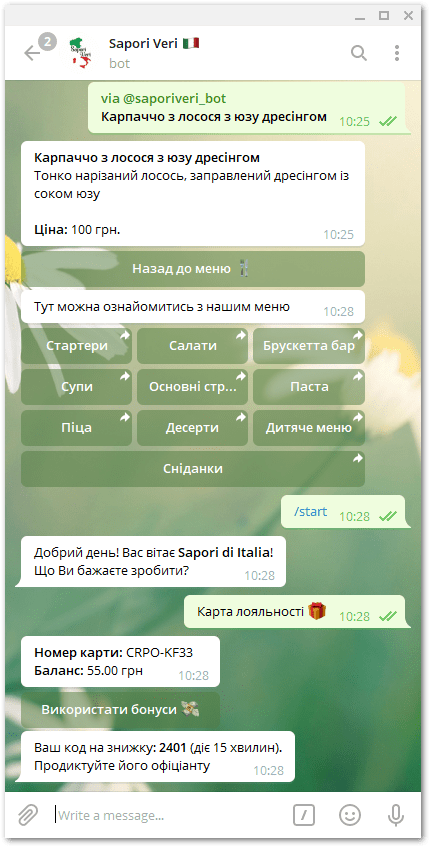 2
Sapori Veri
bot
Sapori Veri
via @saporiveri_bot
Карпаччо з лосося з юзу дресінгом
10:25
Карпаччо з лосося з юзу дресінгом
Тонко нарізаний лосось, заправлений дресінгом із
соком юзу
Ціна: 100 грн.
10:25
Назад до меню
Тут можна ознайомитись з нашим меню
10:28
Стартери Салати Брускетта бар
Супи Основні стр... Паста
Піца Десерти Дитяче меню
Сніданки
/start
10:28
Добрий день! Вас вітає Sapori di Italia!
Що Ви бажаєте зробити?
10:28
Карта лояльності 🎁
10:28
Номер карти: CRPO-KF33
Баланс: 55.00 грн
10:28
Використати бонуси 💸
Ваш код на знижку: 2401 (діє 15 хвилин).
Продиктуйте його офіціанту
10:28
Write a message...